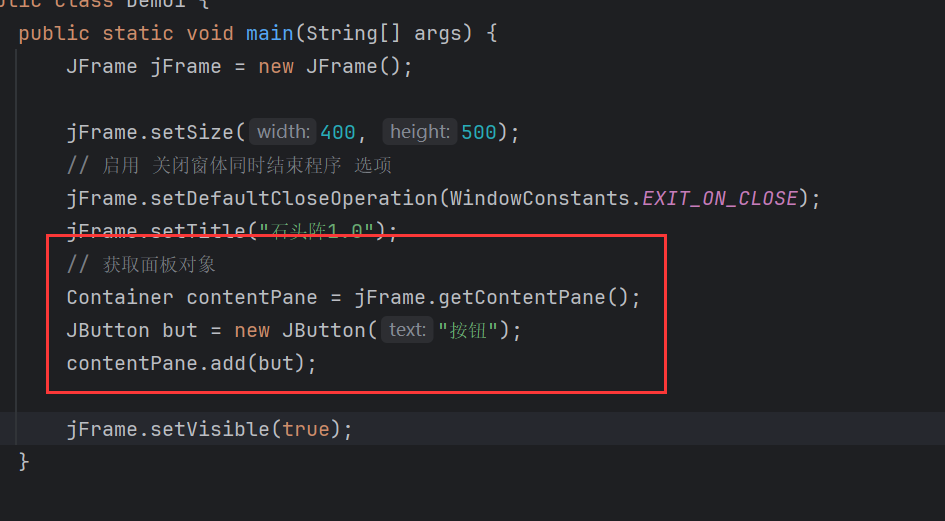 public class Demo1 {
public static void main(String[] args) {
JFrame jFrame = new JFrame();
jFrame.setSize( width: 400, height: 500);
// 启用 关闭窗体同时结束程序 选项
jFrame.setDefaultCloseOperation(WindowConstants.EXIT_ON_CLOSE);
jFrame.setTitle("石头阵1.0");
// 获取面板对象
Container contentPane = jFrame.getContentPane();
JButton but = new JButton( text: "按钮");
contentPane.add(but);
jFrame.setVisible(true);
}